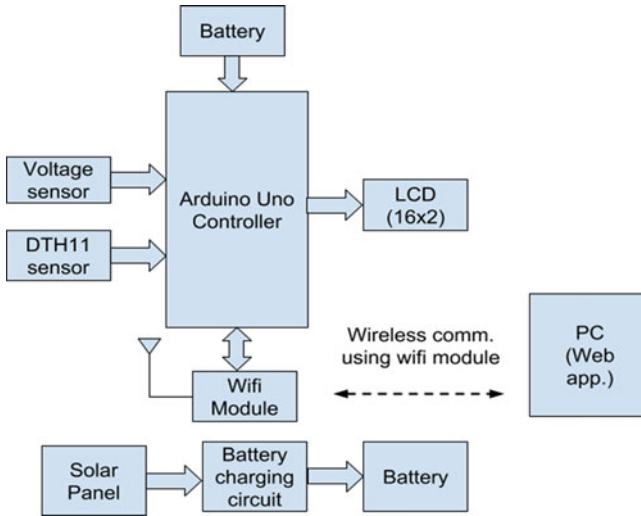 Battery
Voltage
sensor
Arduino Uno
Controller
LCD
(16x2)
DTH11
sensor
Wireless comm.
using wifi module
PC
(Web
app.)
Wifi
Module
Solar
Panel
Battery
charging
circuit
Battery